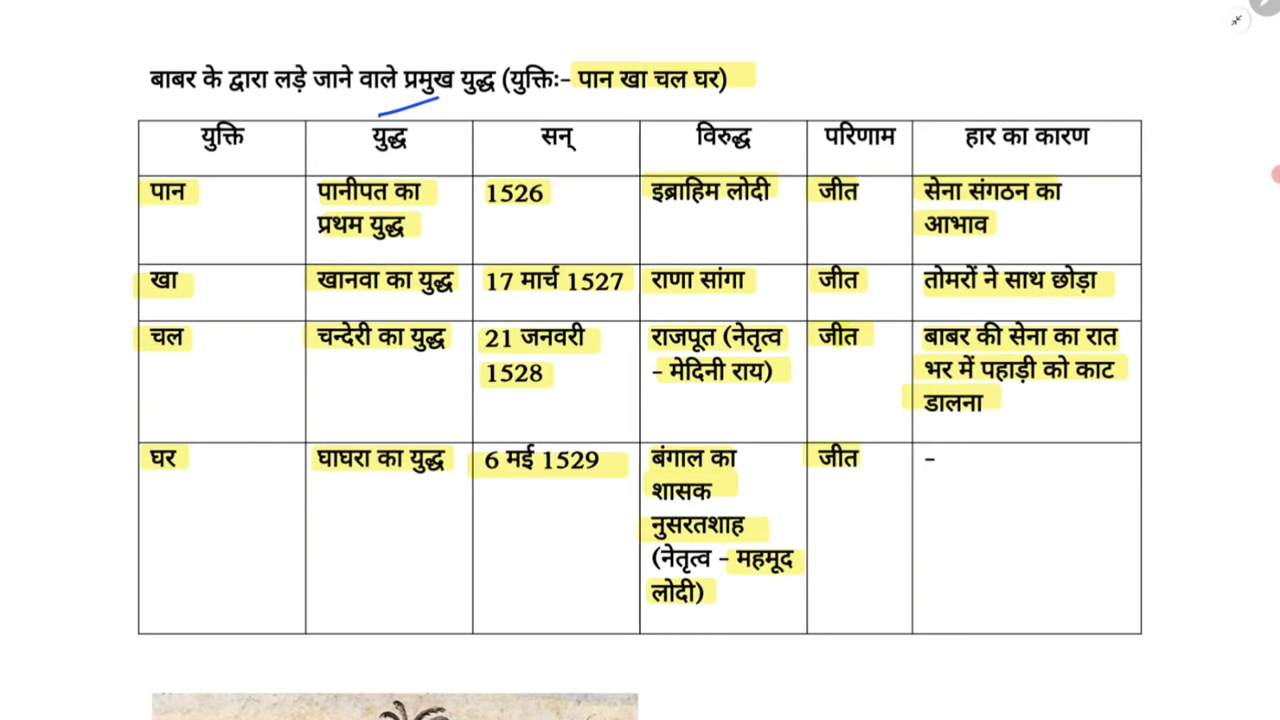 बाबर के द्वारा लड़े जाने वाले प्रमुख युद्ध (युक्तिः- पान खा चल घर)
युक्ति युद्ध सन् विरुद्ध परिणाम हार का कारण
पान पानीपत का 1526 इब्राहिम लोदी जीत सेना संगठन का
प्रथम युद्ध आभाव
खा खानवा का युद्ध 17 मार्च 1527 राणा सांगा जीत तोमरों ने साथ छोड़ा
चल चन्देरी का युद्ध 21 जनवरी राजपूत (नेतृत्व जीत बाबर की सेना का रात
1528 - मेदिनी राय) भर में पहाड़ी को काट
डालना
घर घाघरा का युद्ध 6 मई 1529 बंगाल का जीत -
शासक
नुसरतशाह
(नेतृत्व - महमूद
लोदी)